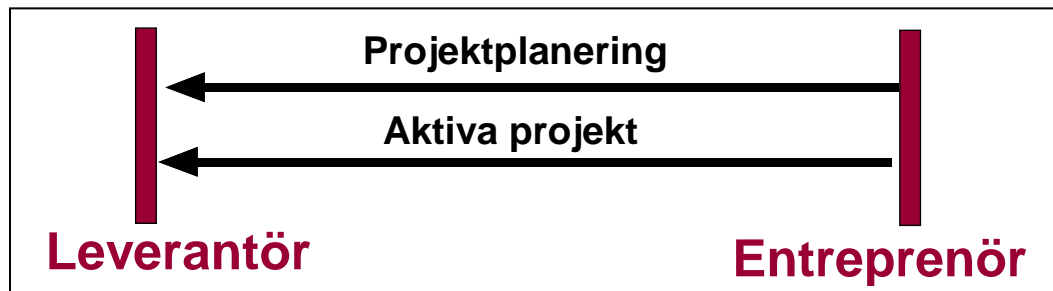 Projektplanering
Aktiva projekt
Leverantör
Entreprenör